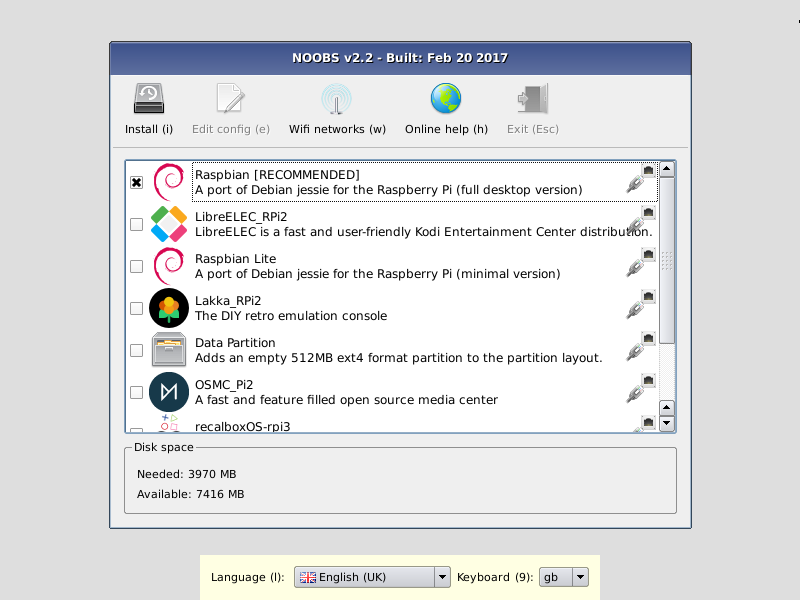 NOOBS v2.2 - Built: Feb 20 2017
Install (i)
Edit config (e)
Wifi networks (w)
Online help (h)
Exit (Esc)
Raspbian [RECOMMENDED]
A port of Debian jessie for the Raspberry Pi (full desktop version)
LibreELEC_RPi2
LibreELEC is a fast and user-friendly Kodi Entertainment Center distribution.
Raspbian Lite
A port of Debian jessie for the Raspberry Pi (minimal version)
Lakka_RPi2
The DIY retro emulation console
Data Partition
Adds an empty 512MB ext4 format partition to the partition layout.
OSMC_Pi2
A fast and feature filled open source media center
recalboxOS-rpi3
Disk space
Needed: 3970 MB
Available: 7416 MB
Language (l): English (UK) Keyboard (9): gb